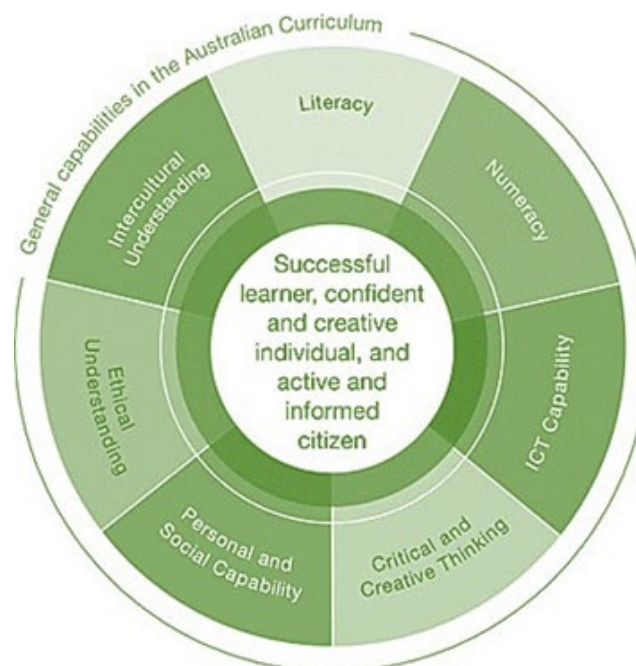 General capabilities in the Australian Curriculum
Literacy
Numeracy
ICT Capability
Critical and
Creative Thinking
Personal and
Social Capability
Ethical
Understanding
Intercultural
Understanding
Successful
learner, confident
and creative
individual, and
active and
informed
citizen